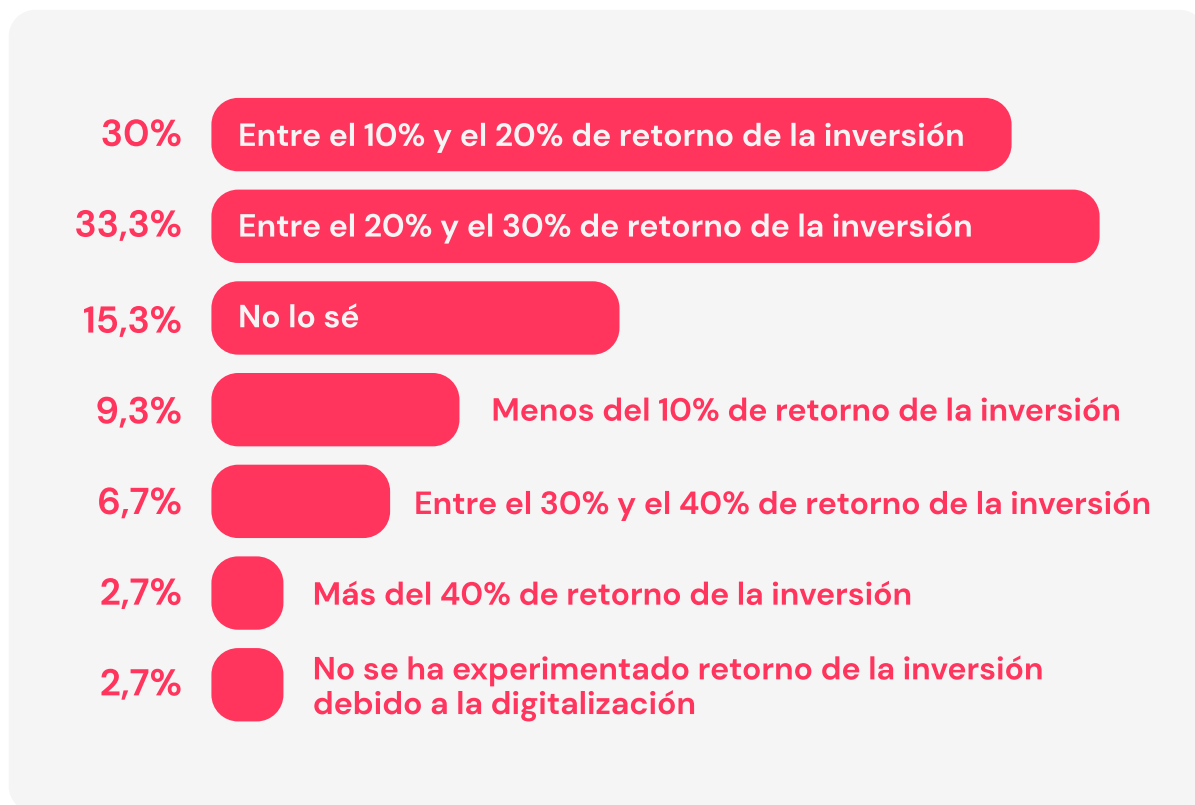 30%
Entre el 10% y el 20% de retorno de la inversión
33,3%
Entre el 20% y el 30% de retorno de la inversión
15,3%
No lo sé
9,3%
Menos del 10% de retorno de la inversión
6,7%
Entre el 30% y el 40% de retorno de la inversión
2,7%
Más del 40% de retorno de la inversión
2,7%
No se ha experimentado retorno de la inversión
debido a la digitalización